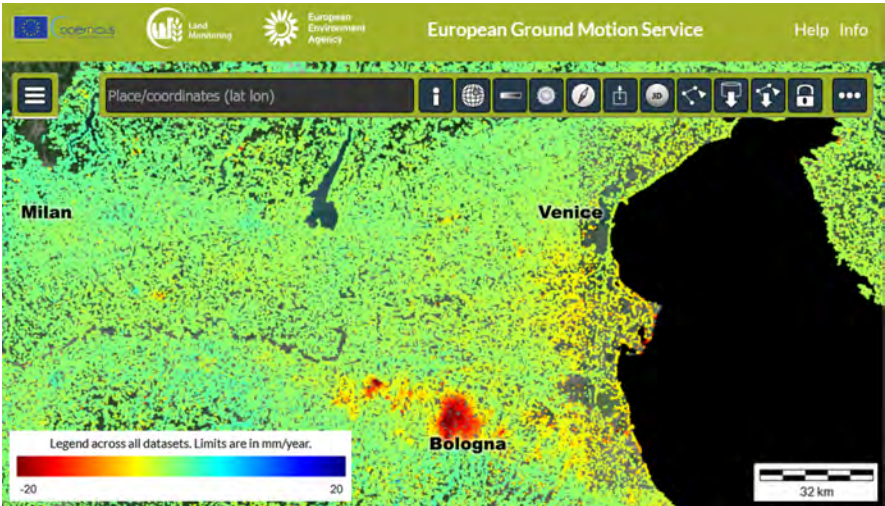 Copernicus
Land
Monitoring
European
Environment
Agency
European Ground Motion Service
Help Info
Place/coordinates (lat lon)
i
3D
Milan
Venice
Bologna
Legend across all datasets. Limits are in mm/year.
-20
20
32 km